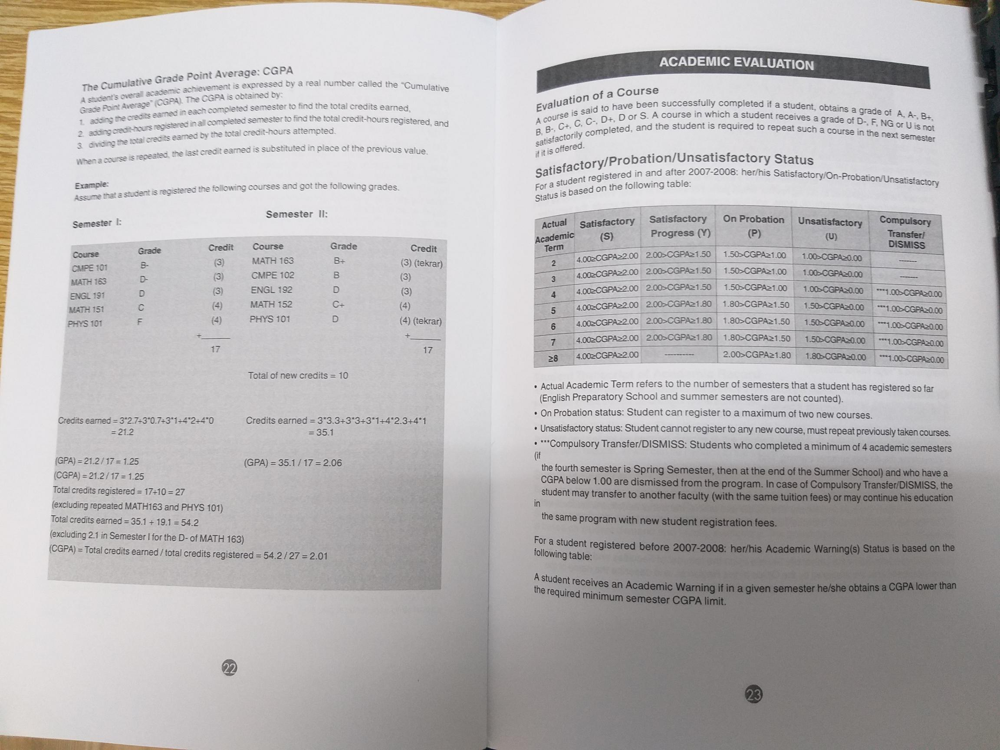 The Cumulative Grade Point Average: CGPA
A student's overall academic achievement is expressed by a real number called the "Cumulative
Grade Point Average" (CGPA). The CGPA is obtained by:
1. adding the credits earned in each completed semester to find the total credits earned,
2. adding credit-hours registered in all completed semester to find the total credit-hours registered, and
3. dividing the total credits earned by the total credit-hours attempted.
When a course is repeated, the last credit earned is substituted in place of the previous value.
Example:
Assume that a student is registered the following courses and got the following grades.
Semester I: Semester II:
Course Grade Credit Course Grade Credit
CMPE 101 B- (3) MATH 163 B+ (3) (tekrar)
MATH 163 D- (3) CMPE 102 B (3)
ENGL 191 D (3) ENGL 192 D (3)
MATH 151 C (4) MATH 152 C+ (4)
PHYS 101 F (4) PHYS 101 D (4) (tekrar)
+______ +______
17 17
Total of new credits = 10
Credits earned = 3*2.7+3*0.7+3*1+4*2+4*0 Credits earned = 3*3.3+3*3+3*1+4*2.3+4*1
= 21.2 = 35.1
(GPA) = 21.2 / 17 = 1.25 (GPA) = 35.1 / 17 = 2.06
(CGPA) = 21.2 / 17 = 1.25
Total credits registered = 17+10 = 27
(excluding repeated MATH163 and PHYS 101)
Total credits earned = 35.1 + 19.1 = 54.2
(excluding 2.1 in Semester I for the D- of MATH 163)
(CGPA) = Total credits earned / total credits registered = 54.2 / 27 = 2.01
22
ACADEMIC EVALUATION
Evaluation of a Course
A course is said to have been successfully completed if a student, obtains a grade of A, A-, B+,
B, B-, C+, C, C-, D+, D or S. A course in which a student receives a grade of D-, F, NG or U is not
satisfactorily completed, and the student is required to repeat such a course in the next semester
if it is offered.
Satisfactory/Probation/Unsatisfactory Status
For a student registered in and after 2007-2008: her/his Satisfactory/On-Probation/Unsatisfactory
Status is based on the following table:
Actual Academic Term Satisfactory (S) Satisfactory Progress (Y) On Probation (P) Unsatisfactory (U) Compulsory Transfer/ DISMISS
2 4.00≥CGPA≥2.00 2.00>CGPA≥1.50 1.50>CGPA≥1.00 1.00>CGPA≥0.00 -------
3 4.00≥CGPA≥2.00 2.00>CGPA≥1.50 1.50>CGPA≥1.00 1.00>CGPA≥0.00 -------
4 4.00≥CGPA≥2.00 2.00>CGPA≥1.50 1.50>CGPA≥1.00 1.00>CGPA≥0.00 ***1.00>CGPA≥0.00
5 4.00≥CGPA≥2.00 2.00>CGPA≥1.80 1.80>CGPA≥1.50 1.50>CGPA≥0.00 ***1.00>CGPA≥0.00
6 4.00≥CGPA≥2.00 2.00>CGPA≥1.80 1.80>CGPA≥1.50 1.50>CGPA≥0.00 ***1.00>CGPA≥0.00
7 4.00≥CGPA≥2.00 2.00>CGPA≥1.80 1.80>CGPA≥1.50 1.50>CGPA≥0.00 ***1.00>CGPA≥0.00
≥8 4.00≥CGPA≥2.00 ---------- 2.00>CGPA≥1.80 1.80>CGPA≥0.00 ***1.00>CGPA≥0.00
• Actual Academic Term refers to the number of semesters that a student has registered so far
(English Preparatory School and summer semesters are not counted).
• On Probation status: Student can register to a maximum of two new courses.
• Unsatisfactory status: Student cannot register to any new course, must repeat previously taken courses.
• ***Compulsory Transfer/DISMISS: Students who completed a minimum of 4 academic semesters
(if
the fourth semester is Spring Semester, then at the end of the Summer School) and who have a
CGPA below 1.00 are dismissed from the program. In case of Compulsory Transfer/DISMISS, the
student may transfer to another faculty (with the same tuition fees) or may continue his education
in
the same program with new student registration fees.
For a student registered before 2007-2008: her/his Academic Warning(s) Status is based on the
following table:
A student receives an Academic Warning if in a given semester he/she obtains a CGPA lower than
the required minimum semester CGPA limit.
23